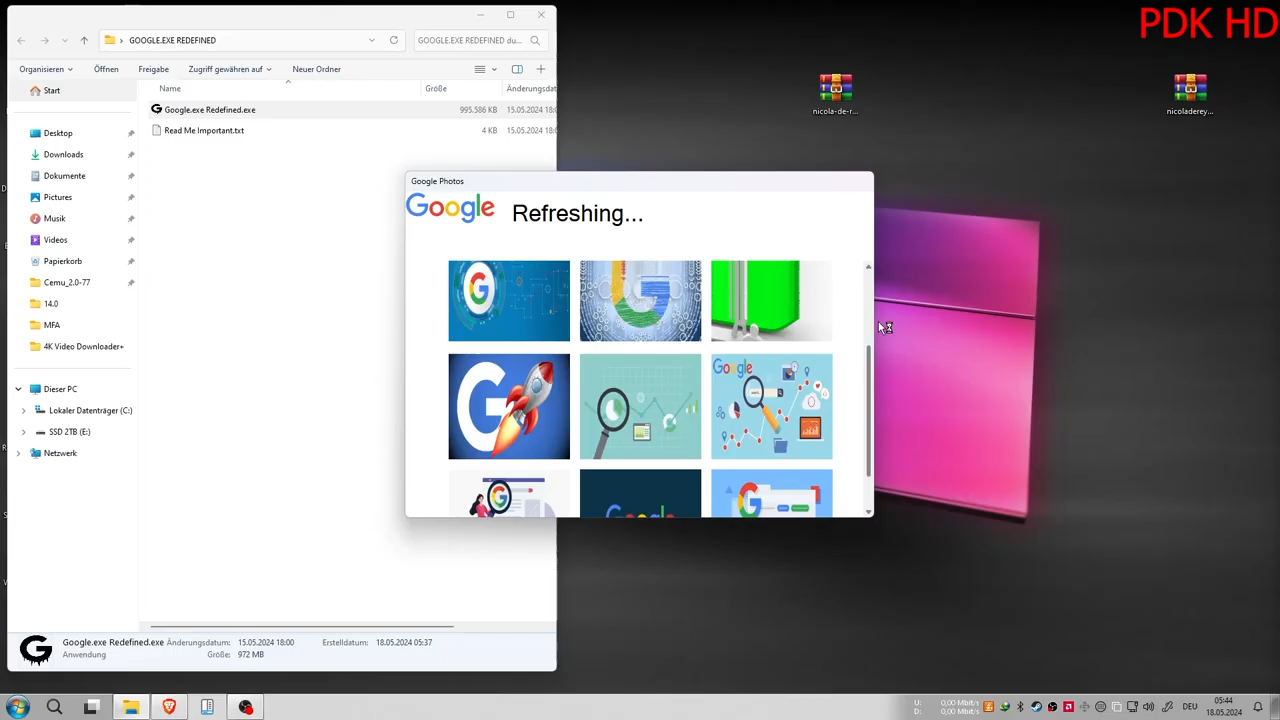 PDK HD
GOOGLE.EXE REDEFINED
GOOGLE.EXE REDEFINED du...
Organisieren
Öffnen
Freigabe
Zugriff gewähren auf
Neuer Ordner
Start
Name
Größe
Änderungsdat
Google.exe Redefined.exe
995.586 KB
15.05.2024 18:0
Read Me Important.txt
4 KB
15.05.2024 18:0
Desktop
Downloads
Dokumente
Pictures
Musik
Videos
Papierkorb
Cemu_2.0-77
14.0
MFA
4K Video Downloader+
Dieser PC
Lokaler Datenträger (C:)
SSD 2TB (E:)
Netzwerk
nicola-de-r...
noladerey...
Google Photos
Google
Refreshing...
Google
Google.exe Redefined.exe
Änderungsdatum:
15.05.2024 18:00
Erstelldatum:
18.05.2024 05:37
Anwendung
Größe:
972 MB
U:
0,00 Mbit/s
D:
0,00 Mbit/s
05:44
18.05.2024